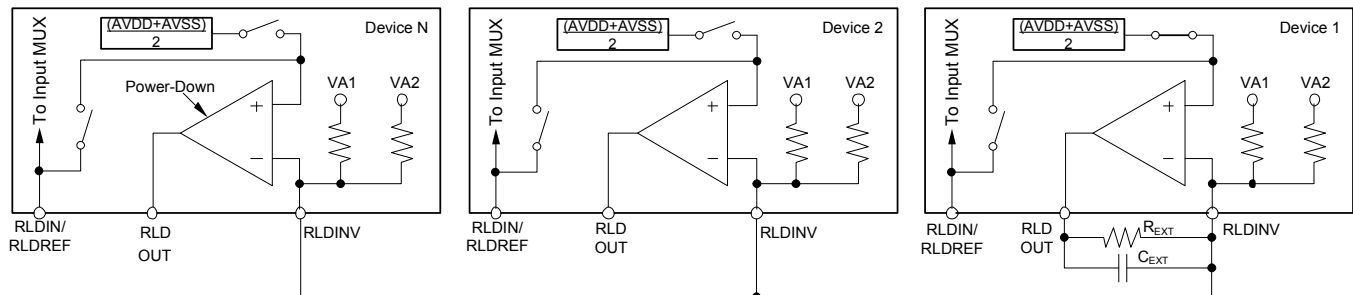 (AVDD+AVSS)
2
Device N
To Input MUX
Power-Down
VA1
VA2
+
−
RLDIN/
RLDREF
RLD
OUT
RLDINV
(AVDD+AVSS)
2
Device 2
To Input MUX
VA1
VA2
+
−
RLDIN/
RLDREF
RLD
OUT
RLDINV
(AVDD+AVSS)
2
Device 1
To Input MUX
VA1
VA2
+
−
RLDIN/
RLDREF
RLD
OUT
RLDINV
REXT
CEXT